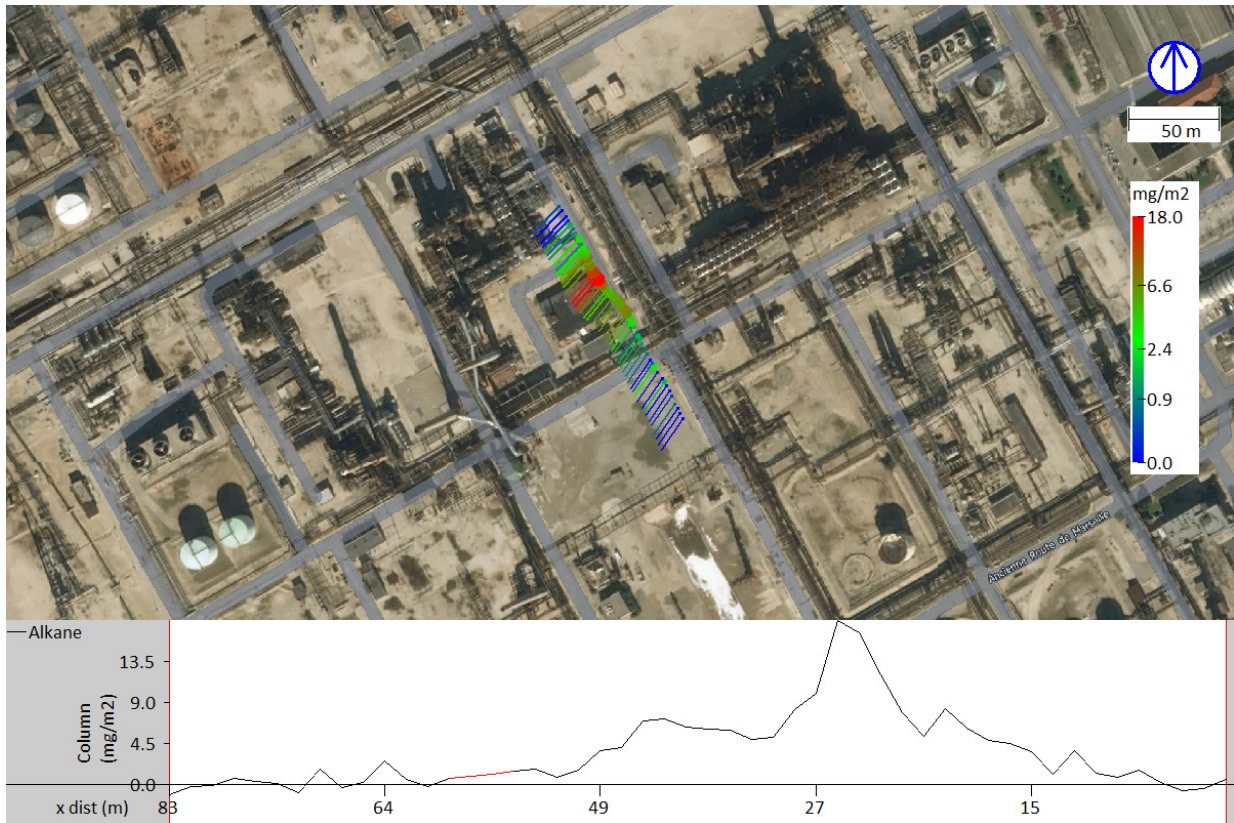 50 m
mg/m2
18.0
6.6
2.4
0.9
0.0
Ancienne Route de Marseille
Alkane
13.5
9.0
4.5
0.0
Column
(mg/m2)
x dist (m)
83
64
49
27
15